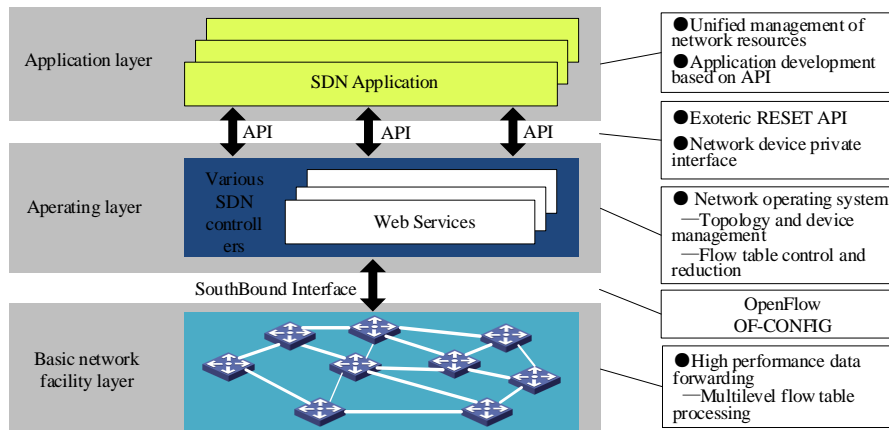 Application layer
SDN Application
API
API
API
Aperating layer
Various
SDN
controll
ers
Web Services
SouthBound Interface
Basic network
facility layer
●Unified management of
network resources
●Application development
based on API
●Exoteric RESET API
●Network device private
interface
● Network operating system
—Topology and device
management
—Flow table control and
reduction
OpenFlow
OF-CONFIG
●High performance data
forwarding
—Multilevel flow table
processing